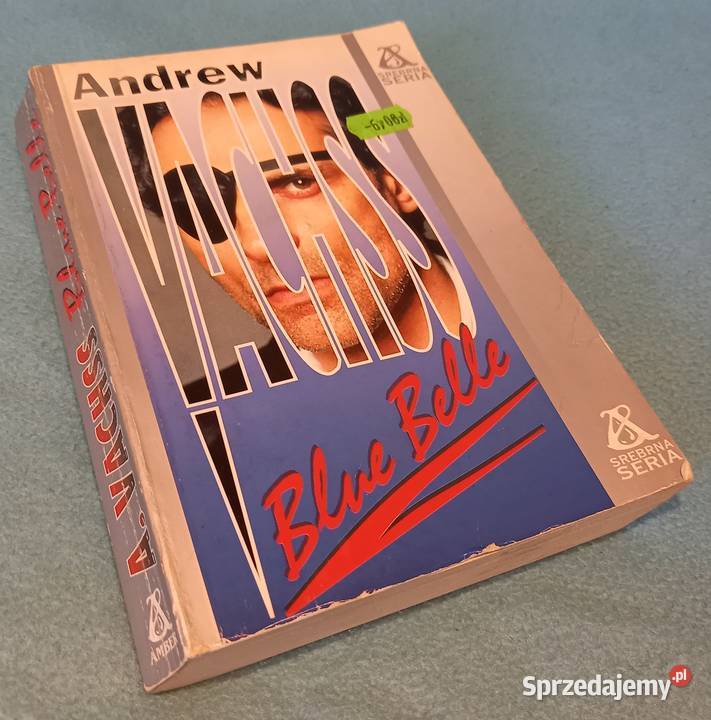 Andrew
VACHSS
SREBRNA
SERIA
Blue Belle
SREBRNA
SERIA
A. VACHSS Blue Belle
AMBER
Sprzedajemy.pl